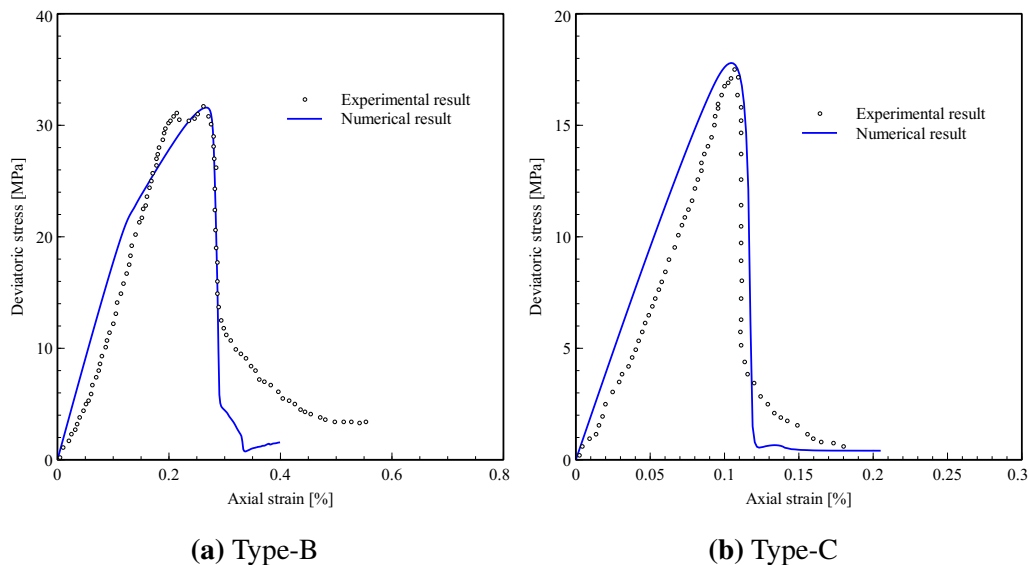 40
30
20
10
0
0
0.2
0.4
0.6
0.8
Deviatoric stress [MPa]
Axial strain [%]
Experimental result
Numerical result
(a) Type-B
20
15
10
5
0
0
0.05
0.1
0.15
0.2
0.25
0.3
Deviatoric stress [MPa]
Axial strain [%]
Experimental result
Numerical result
(b) Type-C